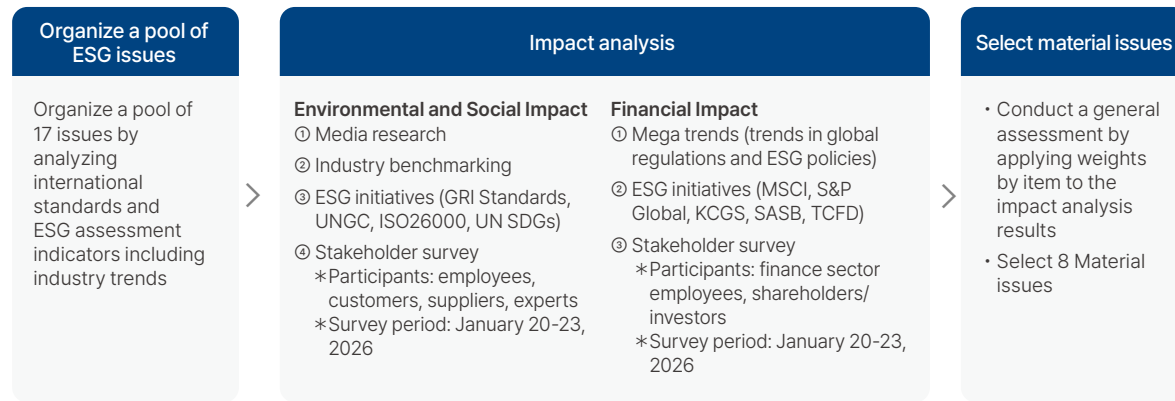 Organize a pool of
ESG issues
Organize a pool of
17 issues by
analyzing
international
standards and
ESG assessment
indicators including
industry trends
Impact analysis
Environmental and Social Impact
① Media research
② Industry benchmarking
③ ESG initiatives (GRI Standards,
UNGC, ISO26000, UN SDGs)
④ Stakeholder survey
＊Participants: employees,
customers, suppliers, experts
＊Survey period: January 20-23,
2026
Financial Impact
① Mega trends (trends in global
regulations and ESG policies)
② ESG initiatives (MSCI, S&P
Global, KCGS, SASB, TCFD)
③ Stakeholder survey
＊Participants: finance sector
employees, shareholders/
investors
＊Survey period: January 20-23,
2026
Select material issues
• Conduct a general
assessment by
applying weights
by item to the
impact analysis
results
• Select 8 Material
issues